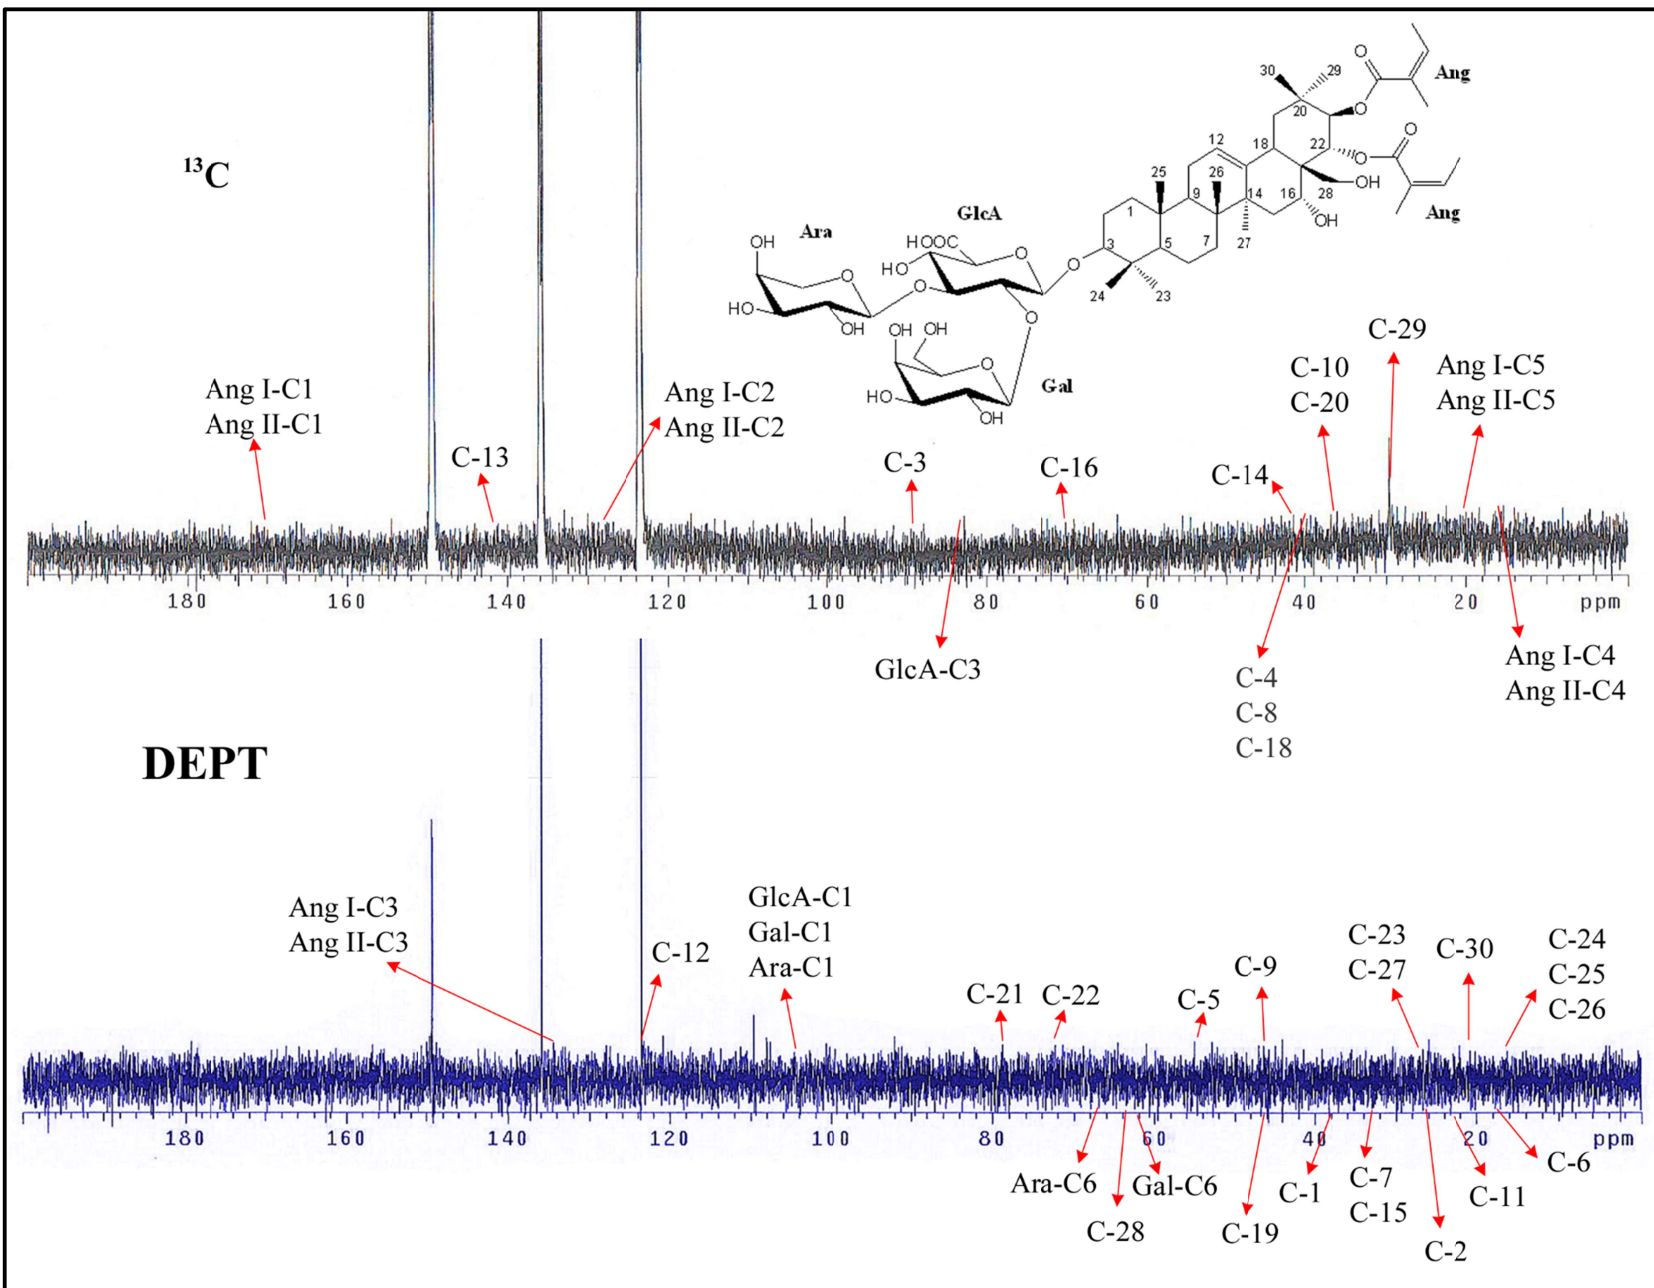 ¹³C
30
29
O
Ang
20
O
12
18
22
O
O
25
26
OH
28
Ang
9
14
16
OH
1
GlcA
Ara
OH
HOOC
O
HO
O
3
5
7
27
O
O
24
23
HO
OH
O
OH
OH
O
HO
Gal
OH
C-29
C-10
C-20
Ang I-C5
Ang II-C5
Ang I-C1
Ang II-C1
Ang I-C2
Ang II-C2
C-13
C-3
C-16
C-14
180 160 140 120 100 80 60 40 20 ppm
GlcA-C3
C-4
C-8
C-18
Ang I-C4
Ang II-C4
DEPT
Ang I-C3
Ang II-C3
C-12
GlcA-C1
Gal-C1
Ara-C1
C-21
C-22
C-5
C-9
C-23
C-27
C-30
C-24
C-25
C-26
180 160 140 120 100 80 60 40 20 ppm
Ara-C6
C-28
Gal-C6
C-19
C-1
C-7
C-15
C-2
C-11
C-6